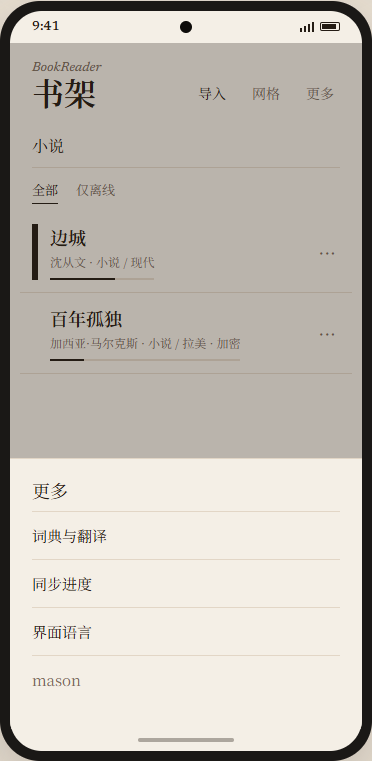 9:41
BookReader
书架
导入 网格 更多
小说
全部 仅离线
边城
沈从文 · 小说 / 现代
百年孤独
加西亚·马尔克斯 · 小说 / 拉美 · 加密
更多
词典与翻译
同步进度
界面语言
mason